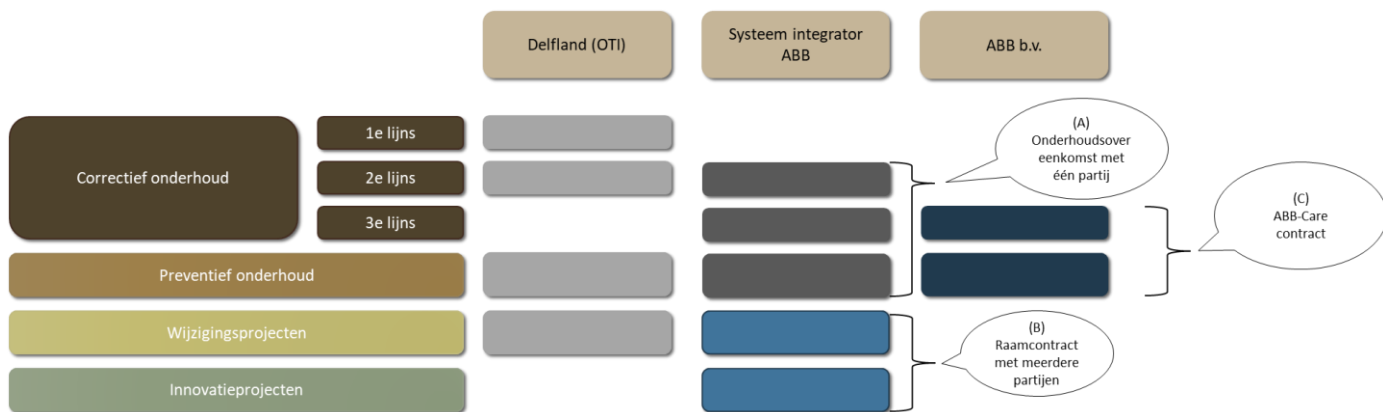 Delfland (OTI)
Systeem integrator
ABB
ABB b.v.
Correctief onderhoud
1e lijns
2e lijns
3e lijns
(A)
Onderhoudsover
eenkomst met
één partij
(C)
ABB-Care
contract
Preventief onderhoud
Wijzigingsprojecten
(B)
Raamcontract
met meerdere
partijen
Innovatieprojecten